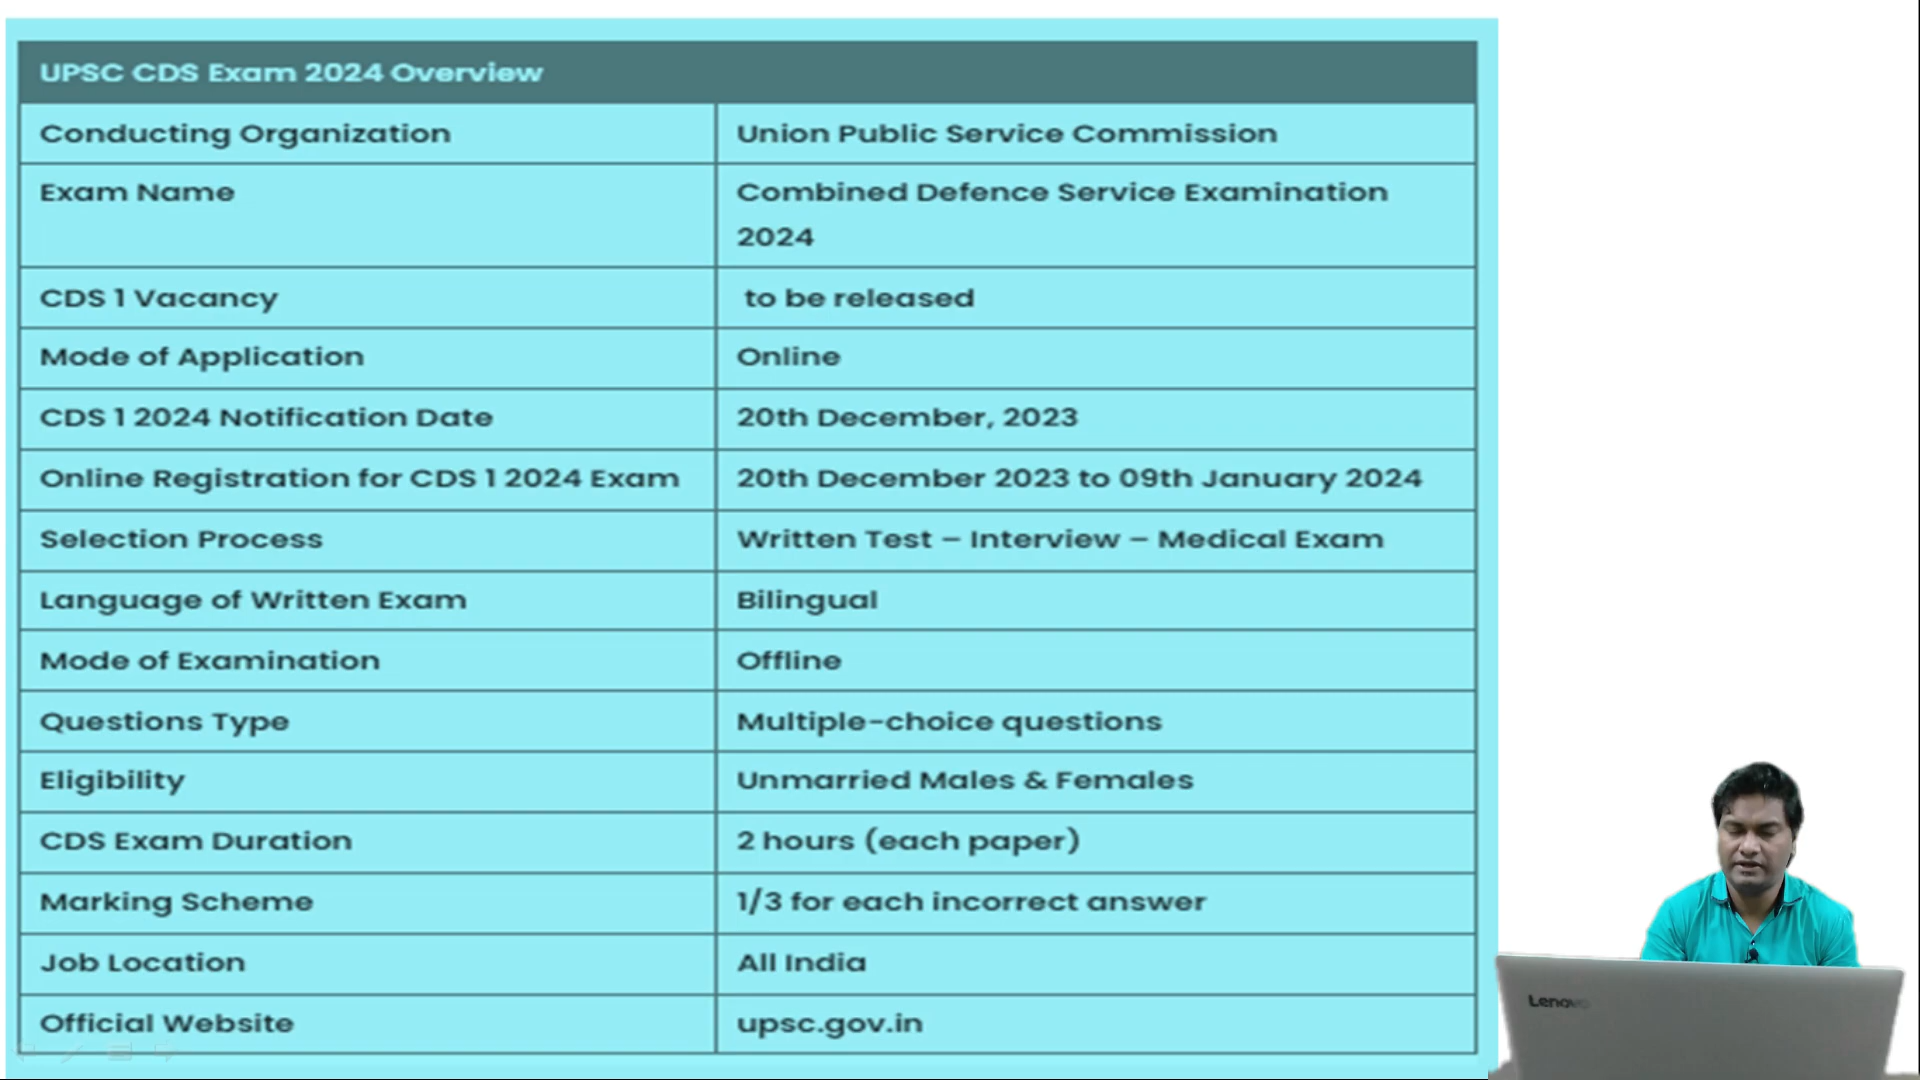 UPSC CDS Exam 2024 Overview
Conducting Organization Union Public Service Commission
Exam Name Combined Defence Service Examination
2024
CDS 1 Vacancy to be released
Mode of Application Online
CDS 1 2024 Notification Date 20th December, 2023
Online Registration for CDS 1 2024 Exam 20th December 2023 to 09th January 2024
Selection Process Written Test – Interview – Medical Exam
Language of Written Exam Bilingual
Mode of Examination Offline
Questions Type Multiple-choice questions
Eligibility Unmarried Males & Females
CDS Exam Duration 2 hours (each paper)
Marking Scheme 1/3 for each incorrect answer
Job Location All India
Official Website upsc.gov.in
Lenovo